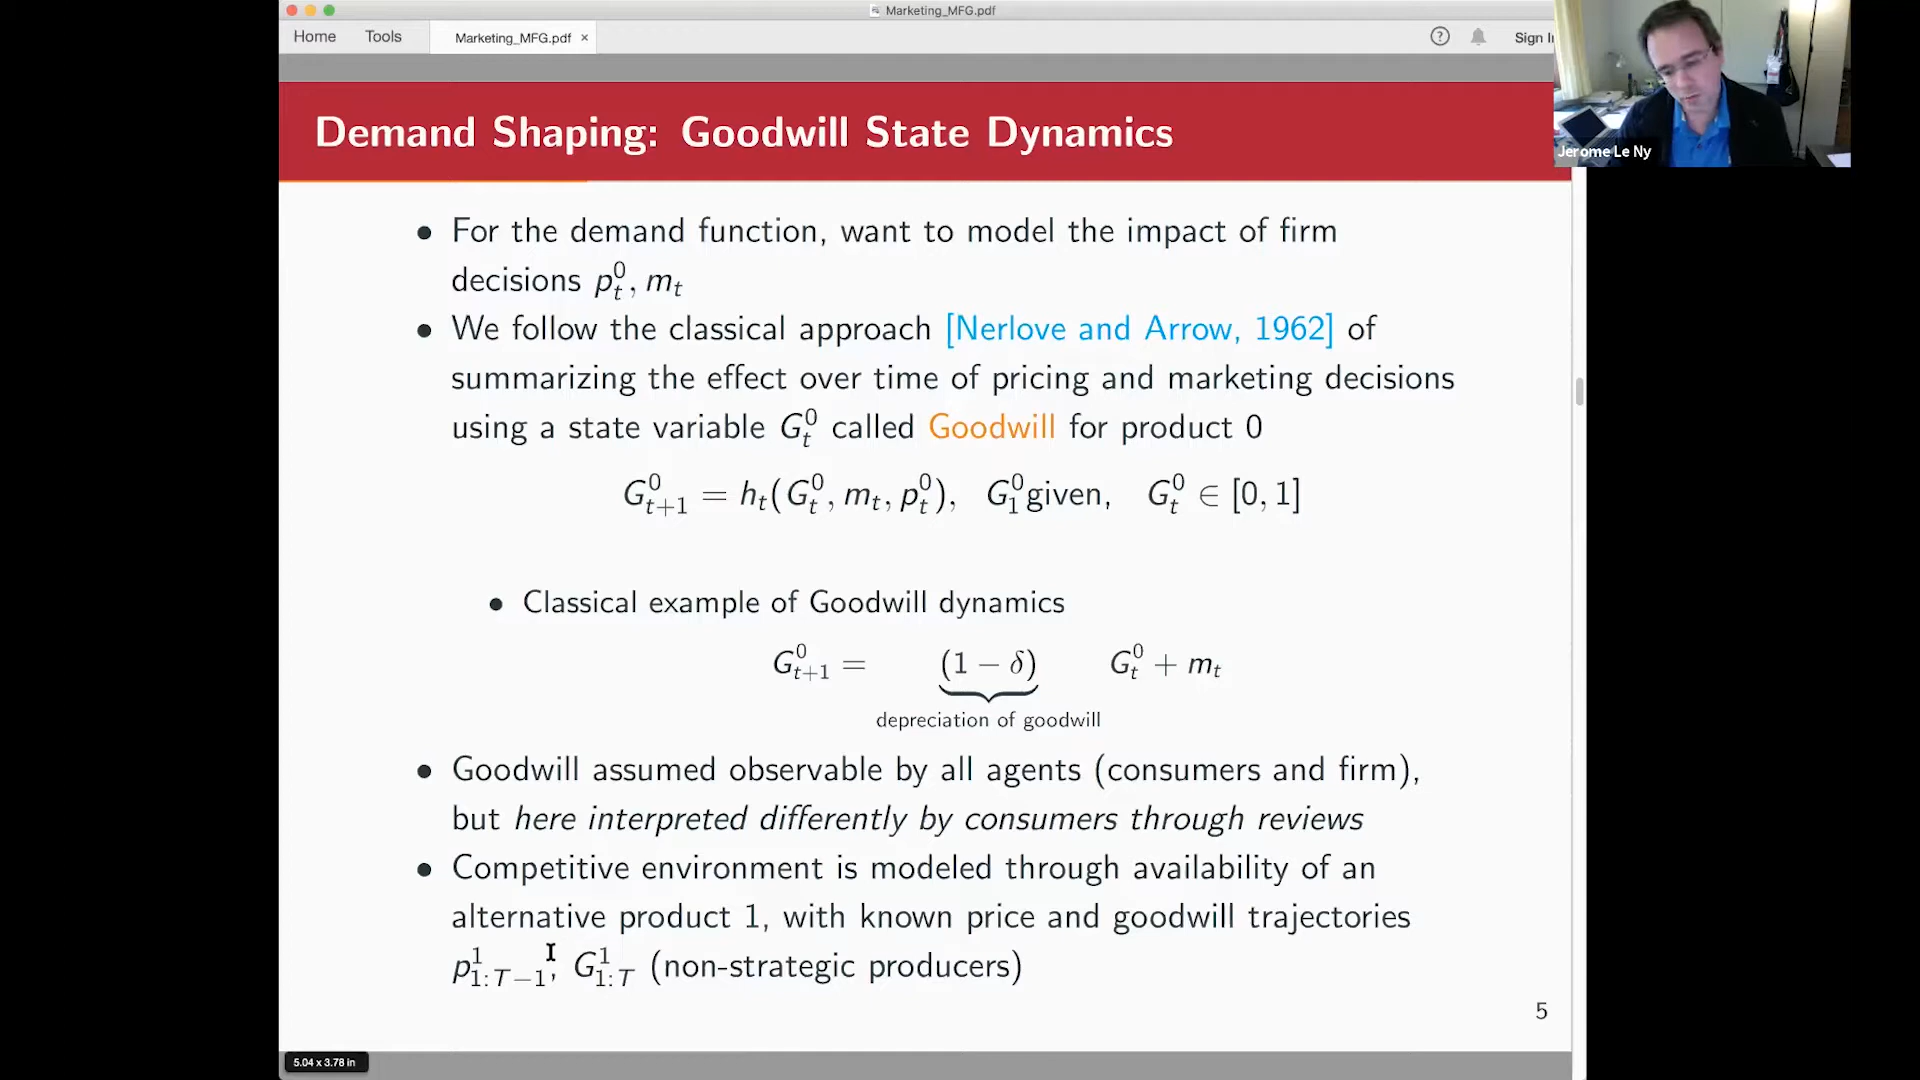 Marketing_MFG.pdf
Home Tools Marketing_MFG.pdf × ? Sign I
Jerome Le Ny
Demand Shaping: Goodwill State Dynamics
• For the demand function, want to model the impact of firm
decisions $p_t^0, m_t$
• We follow the classical approach [Nerlove and Arrow, 1962] of
summarizing the effect over time of pricing and marketing decisions
using a state variable $G_t^0$ called Goodwill for product 0
$G_{t+1}^0 = h_t(G_t^0, m_t, p_t^0), \quad G_1^0 \text{given}, \quad G_t^0 \in [0, 1]$
• Classical example of Goodwill dynamics
$G_{t+1}^0 = \underbrace{(1 - \delta)} G_t^0 + m_t$
depreciation of goodwill
• Goodwill assumed observable by all agents (consumers and firm),
but here interpreted differently by consumers through reviews
• Competitive environment is modeled through availability of an
alternative product 1, with known price and goodwill trajectories
$p_{1:T-1}^1, G_{1:T}^1$ (non-strategic producers)
5
5.04 x 3.78 in